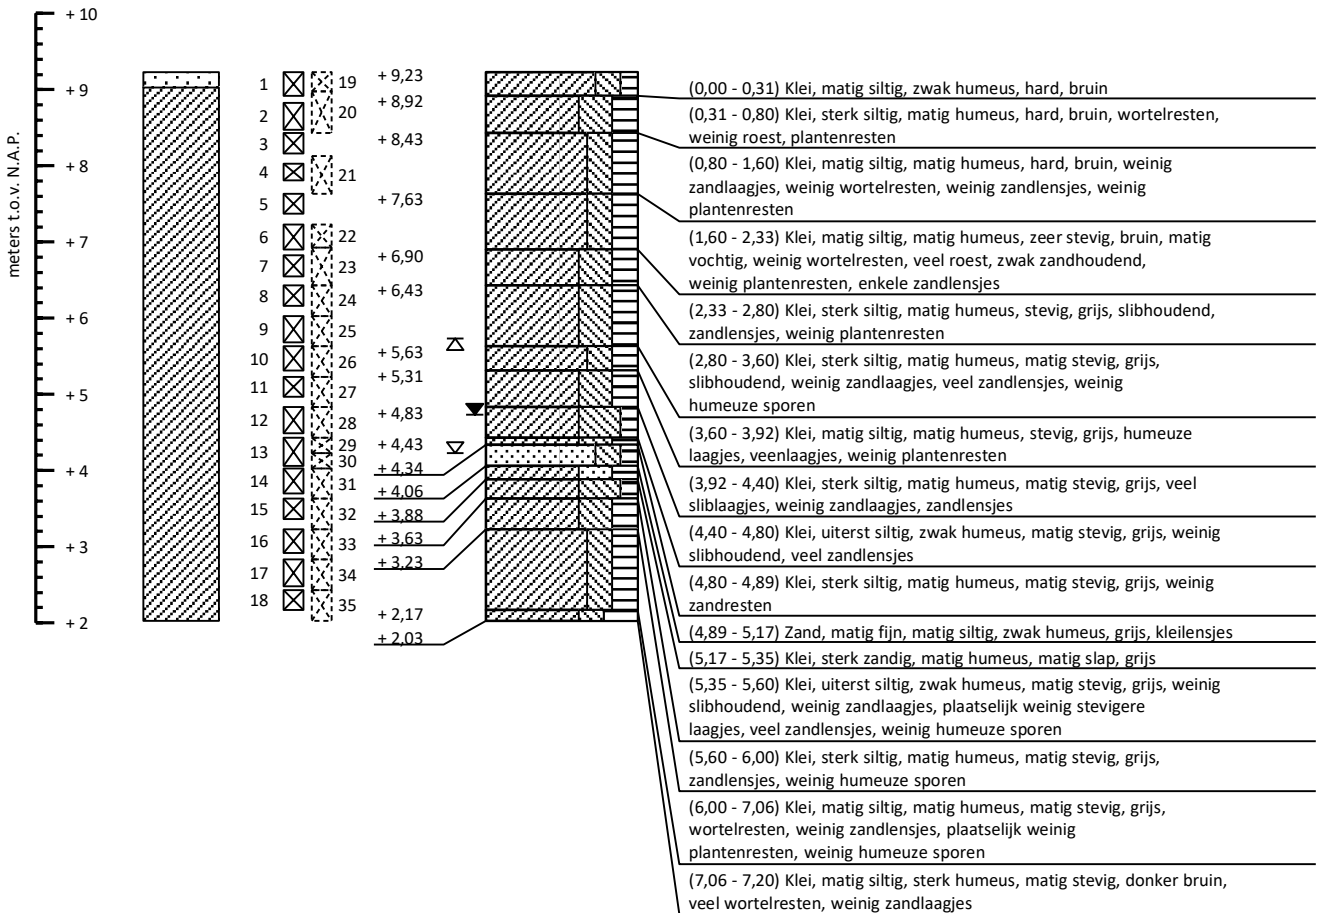 meters t.o.v. N.A.P.
+ 10
+ 9
+ 8
+ 7
+ 6
+ 5
+ 4
+ 3
+ 2
1
2
3
4
5
6
7
8
9
10
11
12
13
14
15
16
17
18
19
20
21
22
23
24
25
26
27
28
29
30
31
32
33
34
35
+ 9,23
+ 8,92
+ 8,43
+ 7,63
+ 6,90
+ 6,43
+ 5,63
+ 5,31
+ 4,83
+ 4,43
+ 4,34
+ 4,06
+ 3,88
+ 3,63
+ 3,23
+ 2,17
+ 2,03
(0,00 - 0,31) Klei, matig siltig, zwak humeus, hard, bruin
(0,31 - 0,80) Klei, sterk siltig, matig humeus, hard, bruin, wortelresten,
weinig roest, plantenresten
(0,80 - 1,60) Klei, matig siltig, matig humeus, hard, bruin, weinig
zandlaagjes, weinig wortelresten, weinig zandlensjes, weinig
plantenresten
(1,60 - 2,33) Klei, matig siltig, matig humeus, zeer stevig, bruin, matig
vochtig, weinig wortelresten, veel roest, zwak zandhoudend,
weinig plantenresten, enkele zandlensjes
(2,33 - 2,80) Klei, sterk siltig, matig humeus, stevig, grijs, slibhoudend,
zandlensjes, weinig plantenresten
(2,80 - 3,60) Klei, sterk siltig, matig humeus, matig stevig, grijs,
slibhoudend, weinig zandlaagjes, veel zandlensjes, weinig
humeuze sporen
(3,60 - 3,92) Klei, matig siltig, matig humeus, stevig, grijs, humeuze
laagjes, veenlaagjes, weinig plantenresten
(3,92 - 4,40) Klei, sterk siltig, matig humeus, matig stevig, grijs, veel
sliblaagjes, weinig zandlaagjes, zandlensjes
(4,40 - 4,80) Klei, uiterst siltig, zwak humeus, matig stevig, grijs, weinig
slibhoudend, veel zandlensjes
(4,80 - 4,89) Klei, sterk siltig, matig humeus, matig stevig, grijs, weinig
zandresten
(4,89 - 5,17) Zand, matig fijn, matig siltig, zwak humeus, grijs, kleilensjes
(5,17 - 5,35) Klei, sterk zandig, matig humeus, matig slap, grijs
(5,35 - 5,60) Klei, uiterst siltig, zwak humeus, matig stevig, grijs, weinig
slibhoudend, weinig zandlaagjes, plaatselijk weinig stevigere
laagjes, veel zandlensjes, weinig humeuze sporen
(5,60 - 6,00) Klei, sterk siltig, matig humeus, matig stevig, grijs,
zandlensjes, weinig humeuze sporen
(6,00 - 7,06) Klei, matig siltig, matig humeus, matig stevig, grijs,
wortelresten, weinig zandlensjes, plaatselijk weinig
plantenresten, weinig humeuze sporen
(7,06 - 7,20) Klei, matig siltig, sterk humeus, matig stevig, donker bruin,
veel wortelresten, weinig zandlaagjes